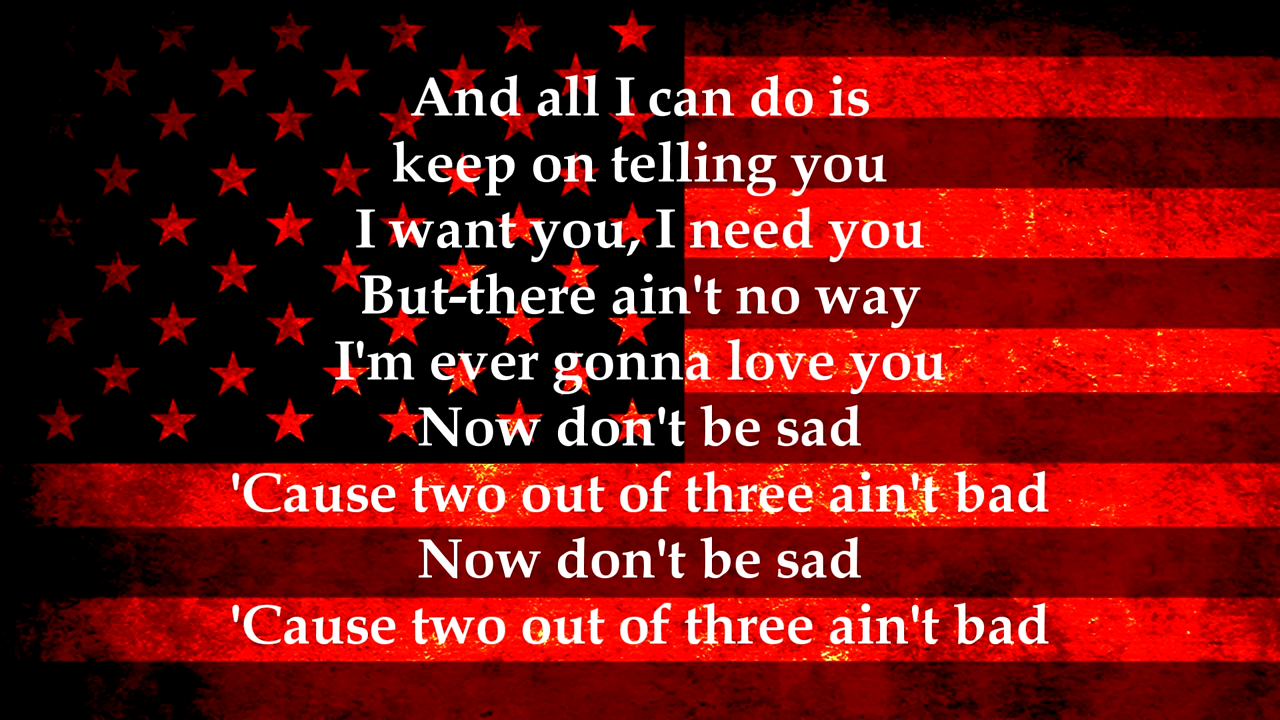 And all I can do is
keep on telling you
I want you, I need you
But-there ain't no way
I'm ever gonna love you
Now don't be sad
'Cause two out of three ain't bad
Now don't be sad
'Cause two out of three ain't bad